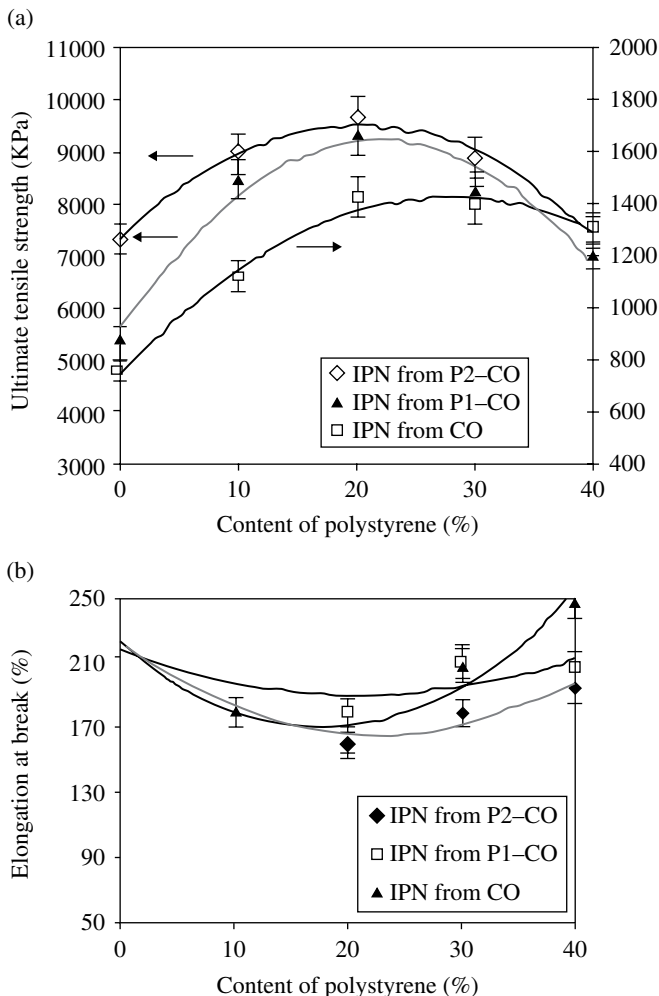 (a)
Ultimate tensile strength (KPa)
11000
10000
9000
8000
7000
6000
5000
4000
3000
2000
1800
1600
1400
1200
1000
800
600
400
IPN from P2–CO
IPN from P1–CO
IPN from CO
0 10 20 30 40
Content of polystyrene (%)
(b)
Elongation at break (%)
250
210
170
130
90
50
IPN from P2–CO
IPN from P1–CO
IPN from CO
0 10 20 30 40
Content of polystyrene (%)